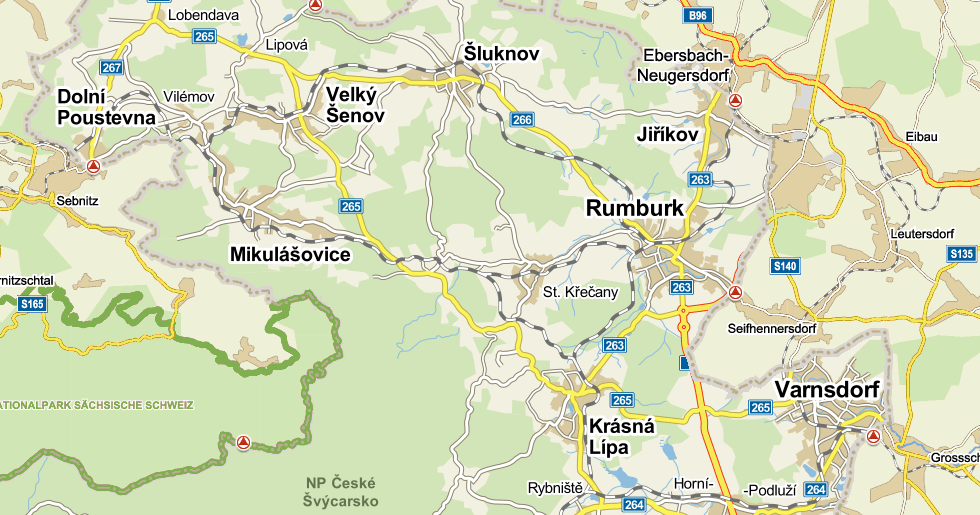 B96
Lobendava
265
Lipová
Šluknov
Ebersbach-
Neugersdorf
267
Dolní
Poustevna
Vilémov
Velký
Šenov
266
Jiříkov
Eibau
263
Sebnitz
265
Rumburk
Leutersdorf
Mikulášovice
S135
S140
rnitzschtal
S165
St. Křečany
263
Seifhennersdorf
263
Varnsdorf
265
265
ATIONALPARK SÄCHSISCHE SCHWEIZ
Krásná
Lípa
Grosssch
NP České
Švýcarsko
Rybniště
Horní-
-Podluží
264
264